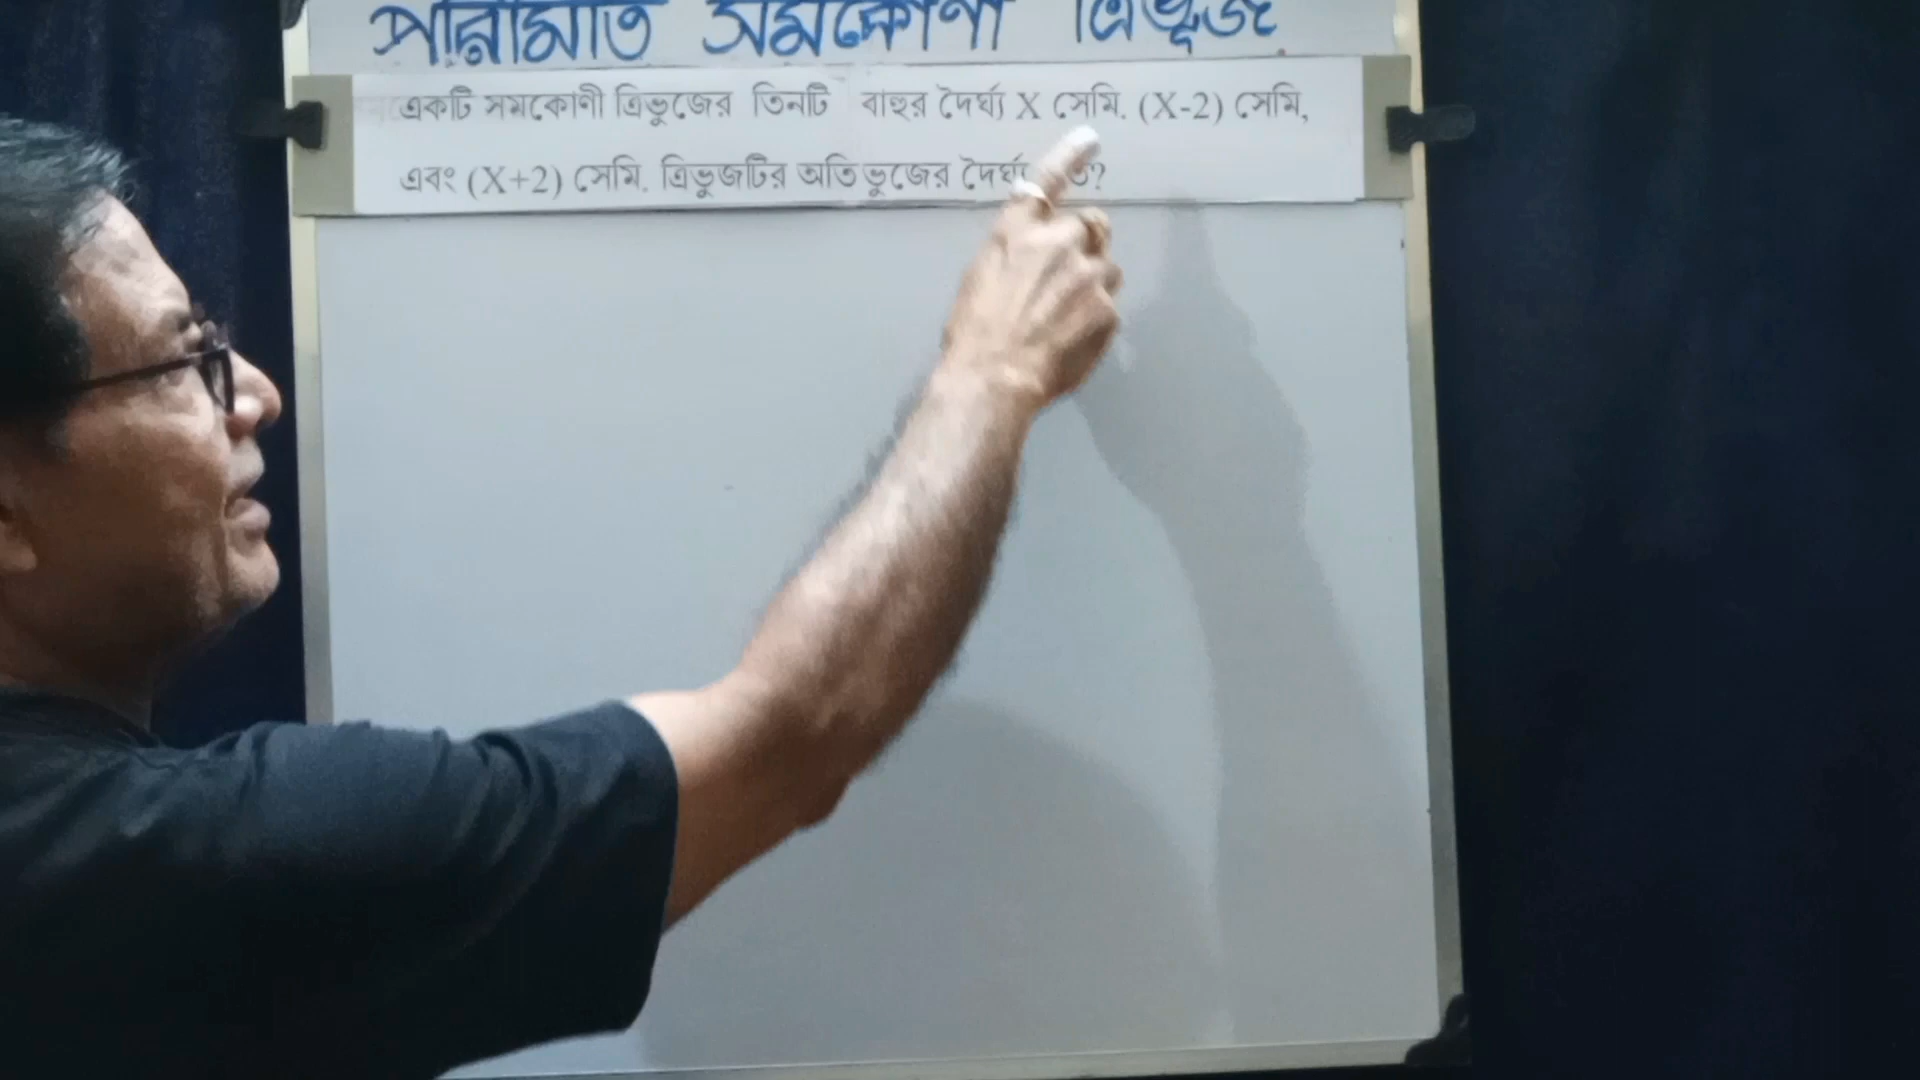 পরিমিতি সমকোণী ত্রিভূজ
একটি সমকোণী ত্রিভুজের তিনটি বাহুর দৈর্ঘ্য X সেমি. (X-2) সেমি,
এবং (X+2) সেমি. ত্রিভুজটির অতিভুজের দৈর্ঘ্য